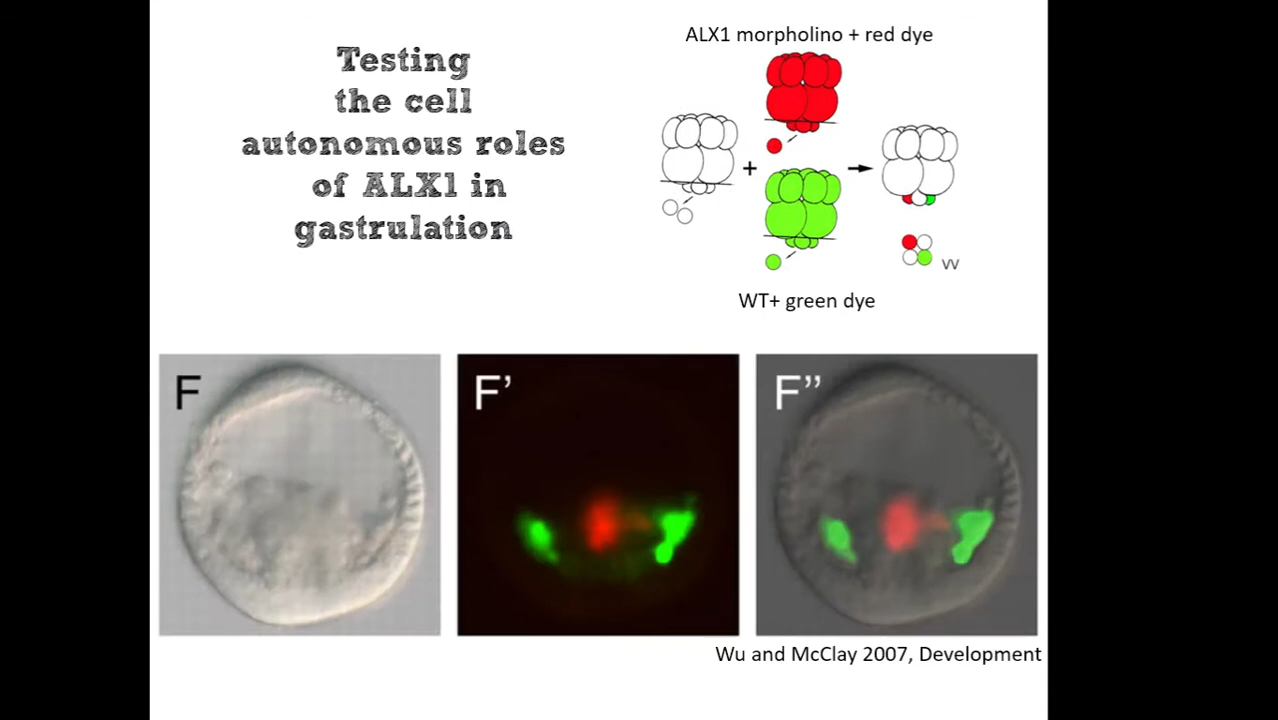 Testing
the cell
autonomous roles
of ALX1 in
gastrulation
ALX1 morpholino + red dye
+
VV
WT+ green dye
F
F’
F”
Wu and McClay 2007, Development